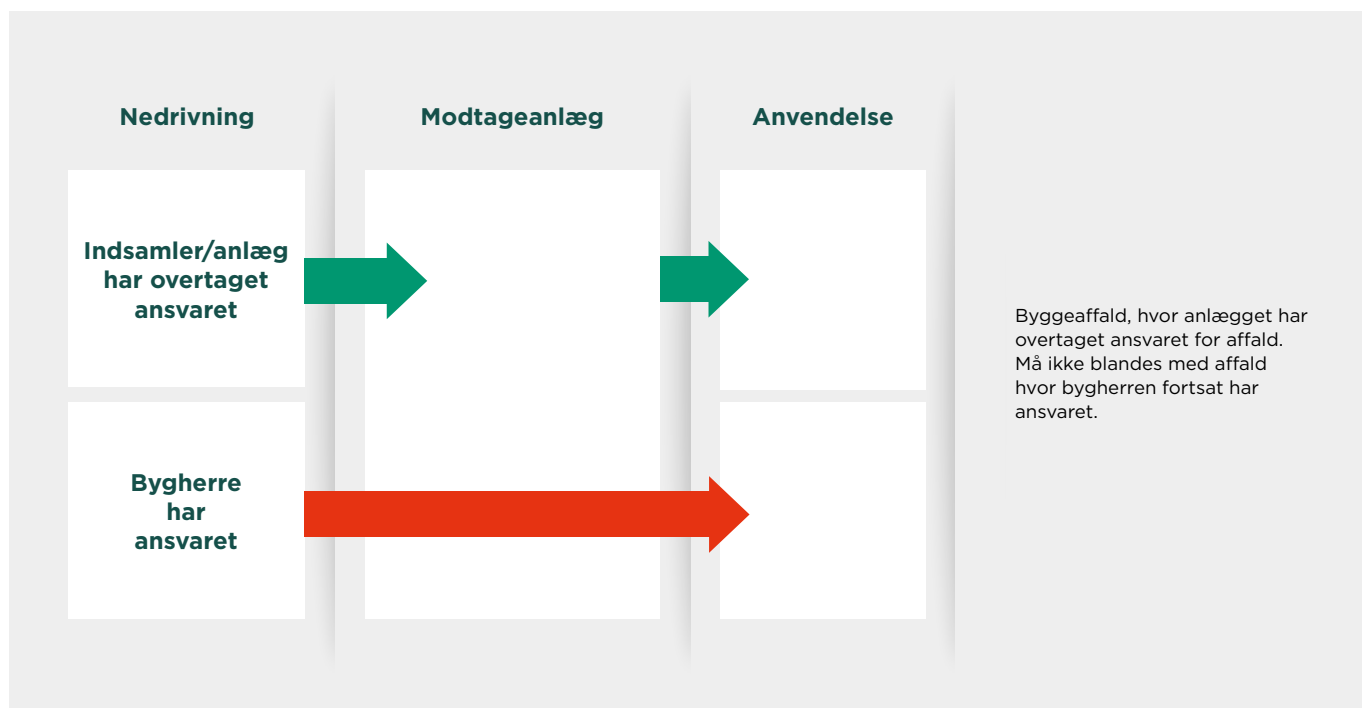 Nedrivning
Modtageanlæg
Anvendelse
Indsamler/anlæg
har overtaget
ansvaret
Bygherre
har
ansvaret
Byggeaffald, hvor anlægget har
overtaget ansvaret for affald.
Må ikke blandes med affald
hvor bygherren fortsat har
ansvaret.